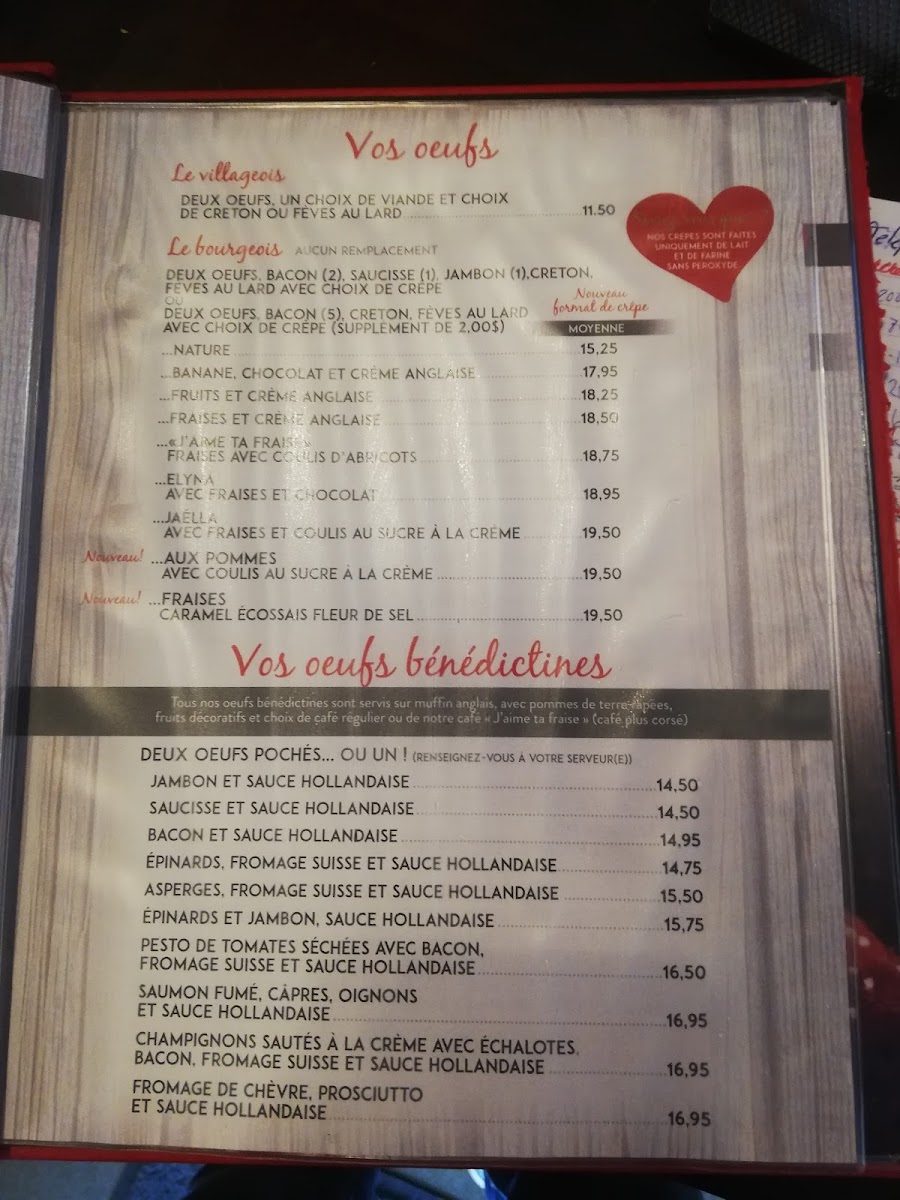 Vos oeufs
Le villageois
DEUX OEUFS, UN CHOIX DE VIANDE ET CHOIX
DE CRETON OU FÈVES AU LARD 11.50
NOS CRÊPES SONT FAITES
UNIQUEMENT DE LAIT
ET DE FARINE
SANS PEROXYDE
Le bourgeois AUCUN REMPLACEMENT
DEUX OEUFS, BACON (2), SAUCISSE (1), JAMBON (1),CRETON,
FÈVES AU LARD AVEC CHOIX DE CRÊPE
OU
DEUX OEUFS, BACON (5), CRETON, FÈVES AU LARD
AVEC CHOIX DE CRÊPE (SUPPLÉMENT DE 2,00$)
Nouveau
format de crêpe
MOYENNE
...NATURE 15,25
...BANANE, CHOCOLAT ET CRÈME ANGLAISE 17,95
...FRUITS ET CRÈME ANGLAISE 18,25
...FRAISES ET CRÈME ANGLAISE 18,50
...«J'AIME TA FRAISE»
FRAISES AVEC COULIS D'ABRICOTS 18,75
...ELYNA
AVEC FRAISES ET CHOCOLAT 18,95
...JAËLLA
AVEC FRAISES ET COULIS AU SUCRE À LA CRÈME 19,50
Nouveau! ...AUX POMMES
AVEC COULIS AU SUCRE À LA CRÈME 19,50
Nouveau! ...FRAISES
CARAMEL ÉCOSSAIS FLEUR DE SEL 19,50
Vos oeufs bénédictines
Tous nos oeufs bénédictines sont servis sur muffin anglais, avec pommes de terre rapées,
fruits décoratifs et choix de café régulier ou de notre café « J'aime ta fraise » (café plus corsé)
DEUX OEUFS POCHÉS... OU UN ! (RENSEIGNEZ-VOUS À VOTRE SERVEUR(E))
JAMBON ET SAUCE HOLLANDAISE 14,50
SAUCISSE ET SAUCE HOLLANDAISE 14,50
BACON ET SAUCE HOLLANDAISE 14,95
ÉPINARDS, FROMAGE SUISSE ET SAUCE HOLLANDAISE 14,75
ASPERGES, FROMAGE SUISSE ET SAUCE HOLLANDAISE 15,50
ÉPINARDS ET JAMBON, SAUCE HOLLANDAISE 15,75
PESTO DE TOMATES SÉCHÉES AVEC BACON,
FROMAGE SUISSE ET SAUCE HOLLANDAISE 16,50
SAUMON FUMÉ, CÂPRES, OIGNONS
ET SAUCE HOLLANDAISE 16,95
CHAMPIGNONS SAUTÉS À LA CRÈME AVEC ÉCHALOTES,
BACON, FROMAGE SUISSE ET SAUCE HOLLANDAISE 16,95
FROMAGE DE CHÈVRE, PROSCIUTTO
ET SAUCE HOLLANDAISE 16,95